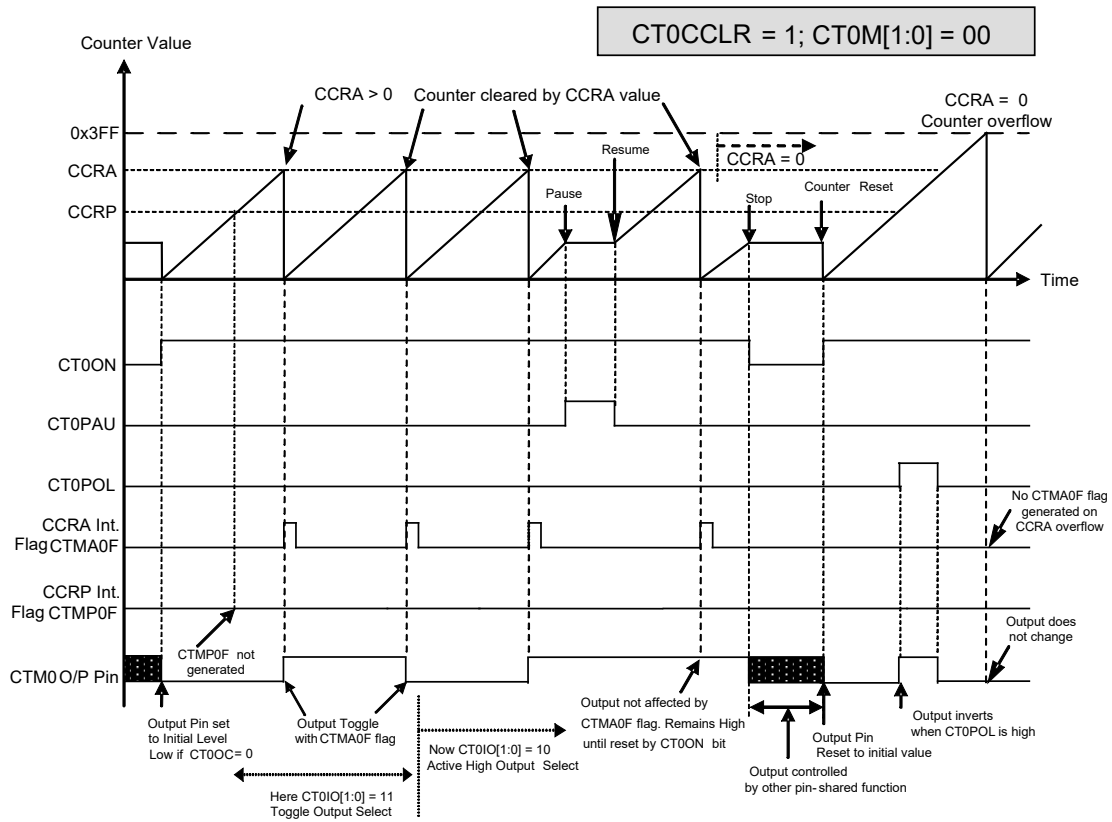 CT0CCLR = 1; CT0M[1:0] = 00
Counter Value
CCRA > 0
Counter cleared by CCRA value
CCRA = 0
Counter overflow
0x3FF
Resume
CCRA = 0
CCRA
Pause
Stop
Counter Reset
CCRP
Time
CT0ON
CT0PAU
CT0POL
No CTMA0F flag
generated on
CCRA overflow
CCRA Int.
Flag CTMA0F
CCRP Int.
Flag CTMP0F
CTMP0F not
generated
Output does
not change
CTM0 O/P Pin
Output Pin set
to Initial Level
Low if CT0OC= 0
Output Toggle
with CTMA0F flag
Now CT0IO[1:0] = 10
Active High Output Select
Output not affected by
CTMA0F flag. Remains High
until reset by CT0ON bit
Output Pin
Reset to initial value
Output inverts
when CT0POL is high
Output controlled
by other pin-shared function
Here CT0IO[1:0] = 11
Toggle Output Select